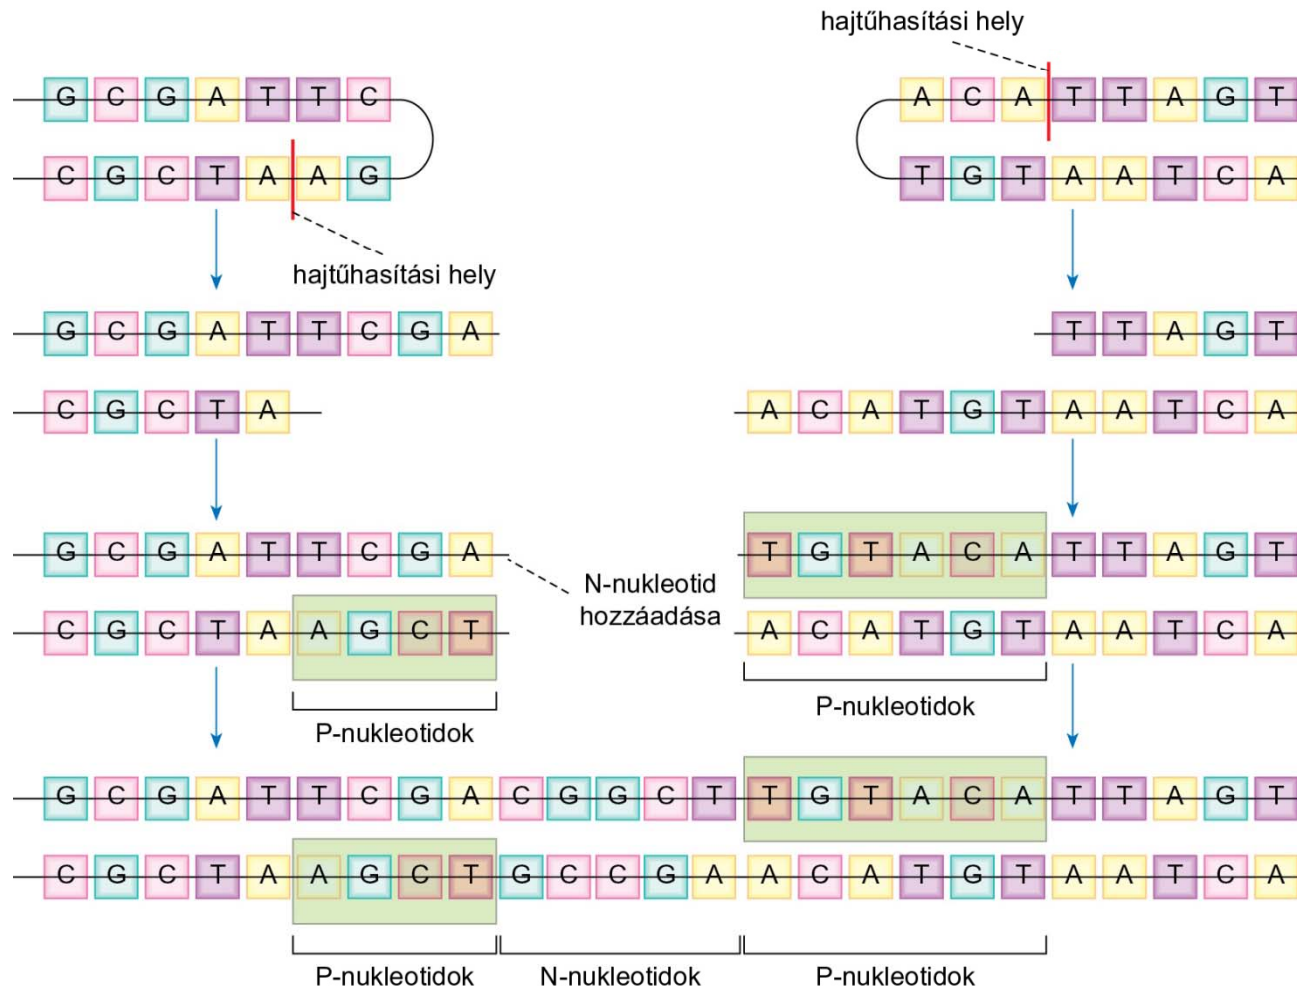 hajtűhasítási hely
G C G A T T C
A C A T T A G T
C G C T A A G
T G T A A T C A
hajtűhasítási hely
G C G A T T C G A
T T A G T
C G C T A
A C A T G T A A T C A
G C G A T T C G A
T G T A C A T T A G T
N-nukleotid
hozzáadása
C G C T A A G C T
A C A T G T A A T C A
P-nukleotidok
P-nukleotidok
G C G A T T C G A C G G C T T G T A C A T T A G T
C G C T A A G C T G C C G A A C A T G T A A T C A
P-nukleotidok
N-nukleotidok
P-nukleotidok